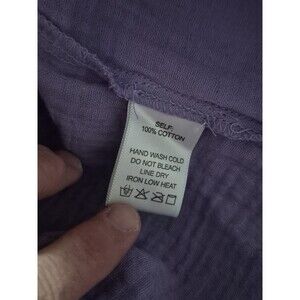 SELF:
100% COTTON
HAND WASH COLD
DO NOT BLEACH
LINE DRY
IRON LOW HEAT